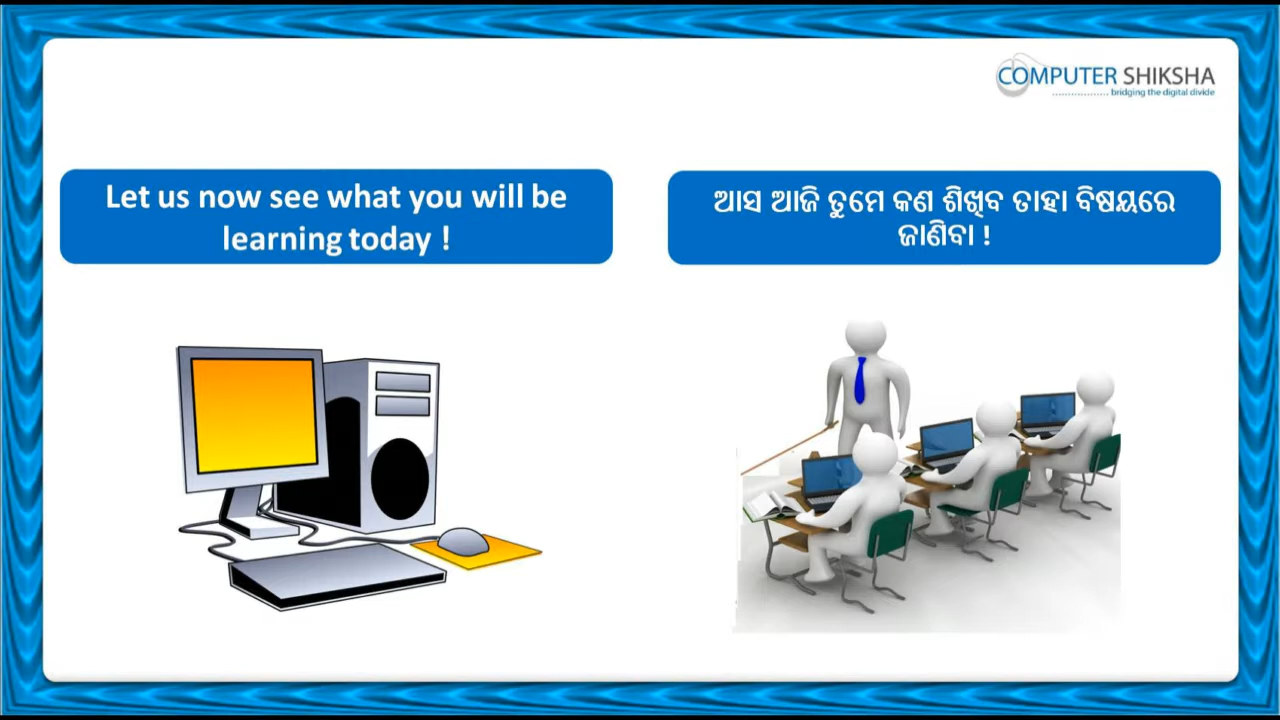 COMPUTER SHIKSHA
bridging the digital divide
Let us now see what you will be
learning today !
ଆସ ଆଜି ତୁମେ କଣ ଶିଖିବ ତାହା ବିଷୟରେ
ଜାଣିବା !